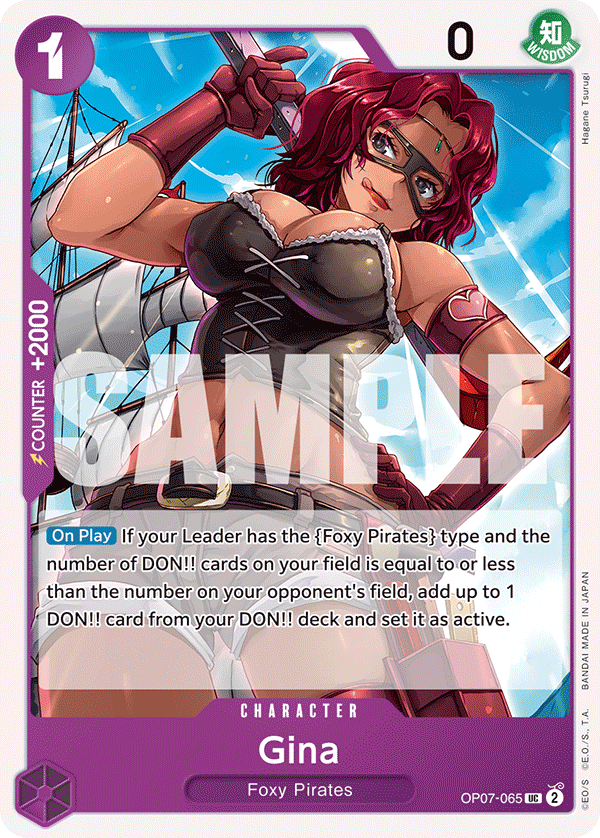 1
0
知
WISDOM
Hagane Tsurugi
COUNTER +2000
SAMPLE
On Play If your Leader has the {Foxy Pirates} type and the
number of DON!! cards on your field is equal to or less
than the number on your opponent's field, add up to 1
DON!! card from your DON!! deck and set it as active.
CHARACTER
Gina
Foxy Pirates
OP07-065 UC 2
©EO/S ©E.O./S., T.A. BANDAI MADE IN JAPAN